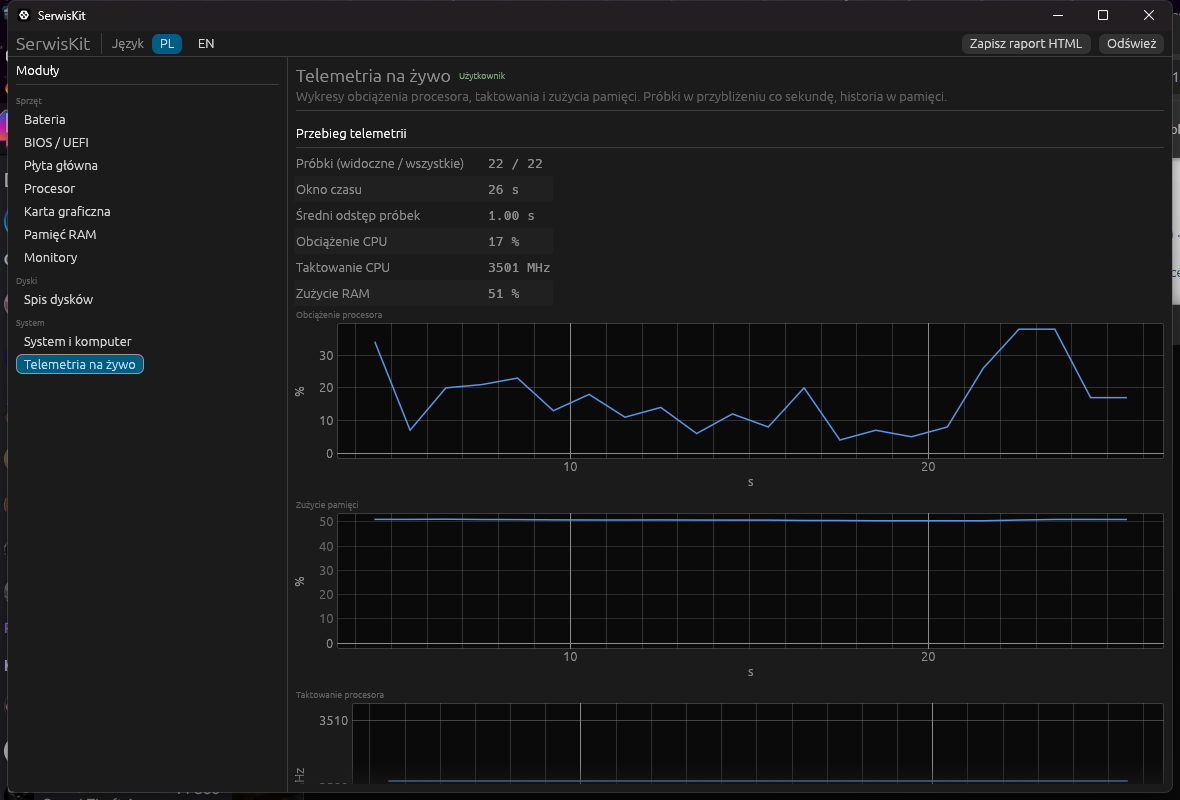 SerwisKit
SerwisKit Język PL EN Zapisz raport HTML Odśwież
Moduły
Sprzęt
Bateria
BIOS / UEFI
Płyta główna
Procesor
Karta graficzna
Pamięć RAM
Monitory
Dyski
Spis dysków
System
System i komputer
Telemetria na żywo
Telemetria na żywo Użytkownik
Wykresy obciążenia procesora, taktowania i zużycia pamięci. Próbki w przybliżeniu co sekundę, historia w pamięci.
Przebieg telemetrii
Próbki (widoczne / wszystkie) 22 / 22
Okno czasu 26 s
Średni odstęp próbek 1.00 s
Obciążenie CPU 17 %
Taktowanie CPU 3501 MHz
Zużycie RAM 51 %
Obciążenie procesora
30
20
%
10
0
10 20
s
Zużycie pamięci
50
40
30
%
20
10
0
10 20
s
Taktowanie procesora
3510